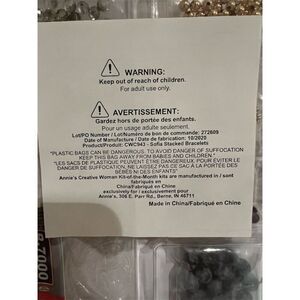 WARNING:
Keep out of reach of children.
For adult use only.
AVERTISSEMENT:
Gardez hors de portée des enfants.
Pour un usage adulte seulement.
Lot/PO Number / Lot/Numéro de bon de commande: 272609
Date of Manufacture / Date de fabrication: 10/2020
Product/Produit: CWC943 - Sofia Stacked Bracelets
"PLASTIC BAGS CAN BE DANGEROUS. TO AVOID DANGER OF SUFFOCATION
KEEP THIS BAG AWAY FROM BABIES AND CHILDREN"
"LES SACS DE PLASTIQUE PEUVENT ÊTRE DANGEREUX. POUR ÉVITER LE
DANGER DE SUFFOCATION, NE LAISSEZ PAS CE SAC À LA PORTÉE DES
BÉBÉS NI DES ENFANTS"
Annie's Creative Woman Kit-of-the-Month kits are manufactured in / sont
fabriqués en
China/Fabriqué en Chine
exclusively for / exclusivement pour
Annie's, 306 E. Parr Rd., Berne, IN 46711
Made in China/Fabriqué en Chine